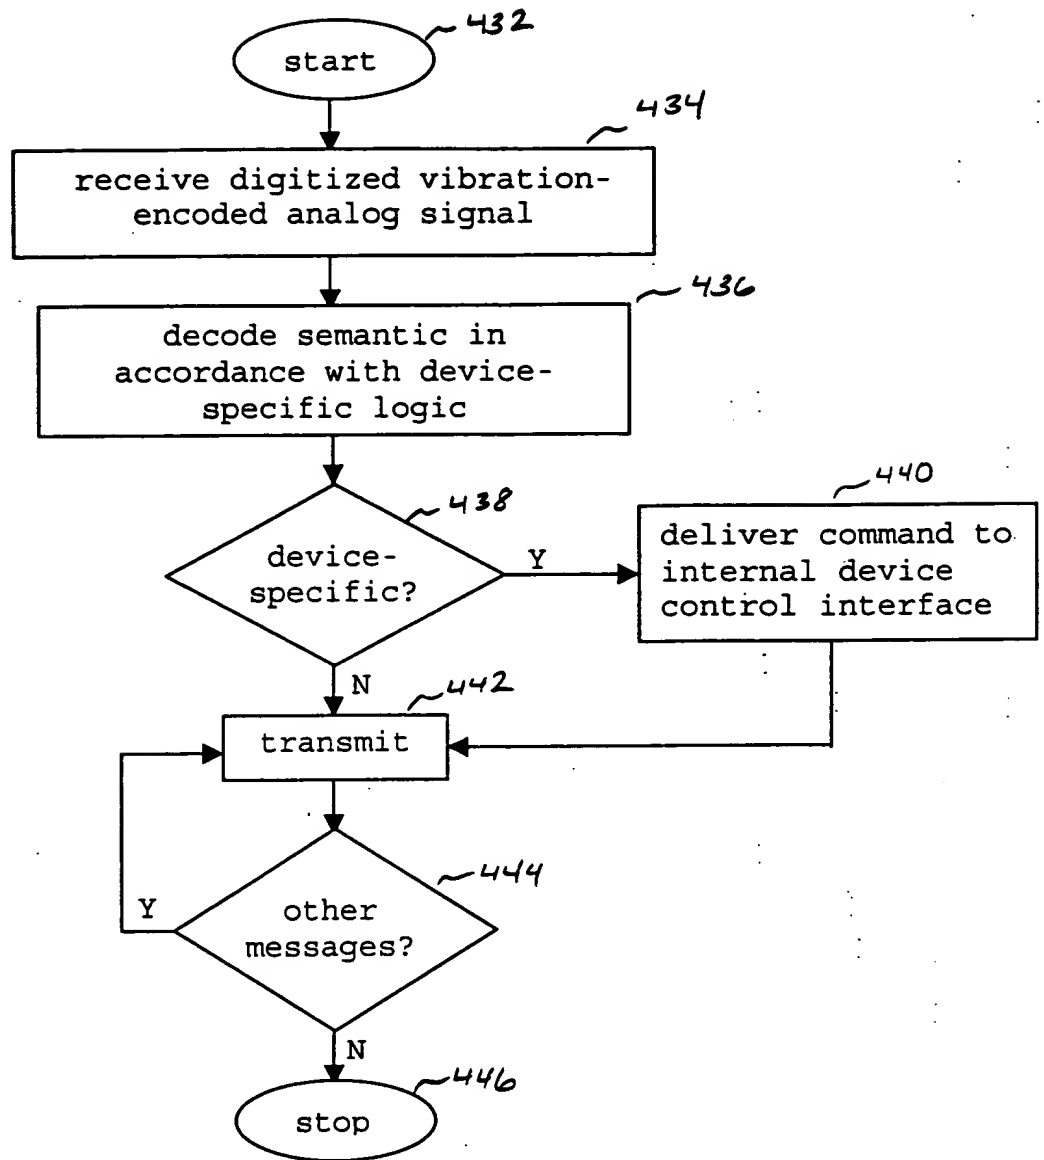 432
start
434
receive digitized vibration-
encoded analog signal
436
decode semantic in
accordance with device-
specific logic
438
device-
specific?
Y
440
deliver command to
internal device
control interface
N
442
transmit
444
Y
other
messages?
N
446
stop